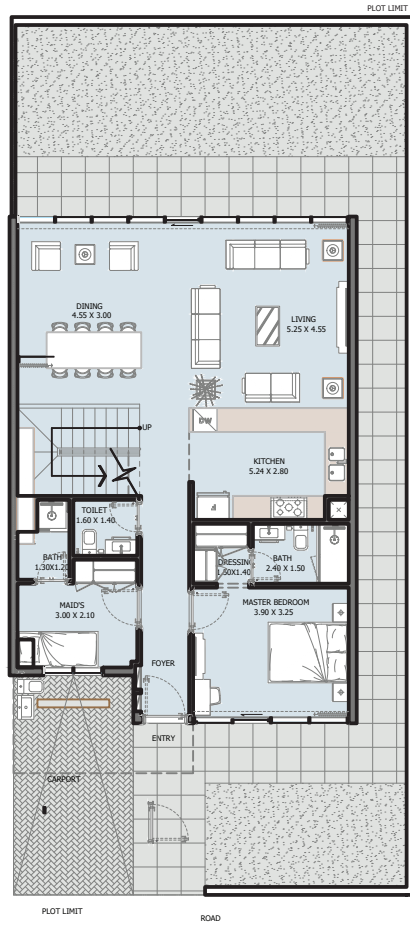 PLOT LIMIT
DINING
4.55 X 3.00
LIVING
5.25 X 4.55
UP
DW
KITCHEN
5.24 X 2.80
TOILET
1.60 X 1.40
BATH
1.30X1.20
DRESSING
1.50X1.40
BATH
2.40 X 1.50
MAID'S
3.00 X 2.10
MASTER BEDROOM
3.90 X 3.25
FOYER
ENTRY
CARPORT
PLOT LIMIT
ROAD